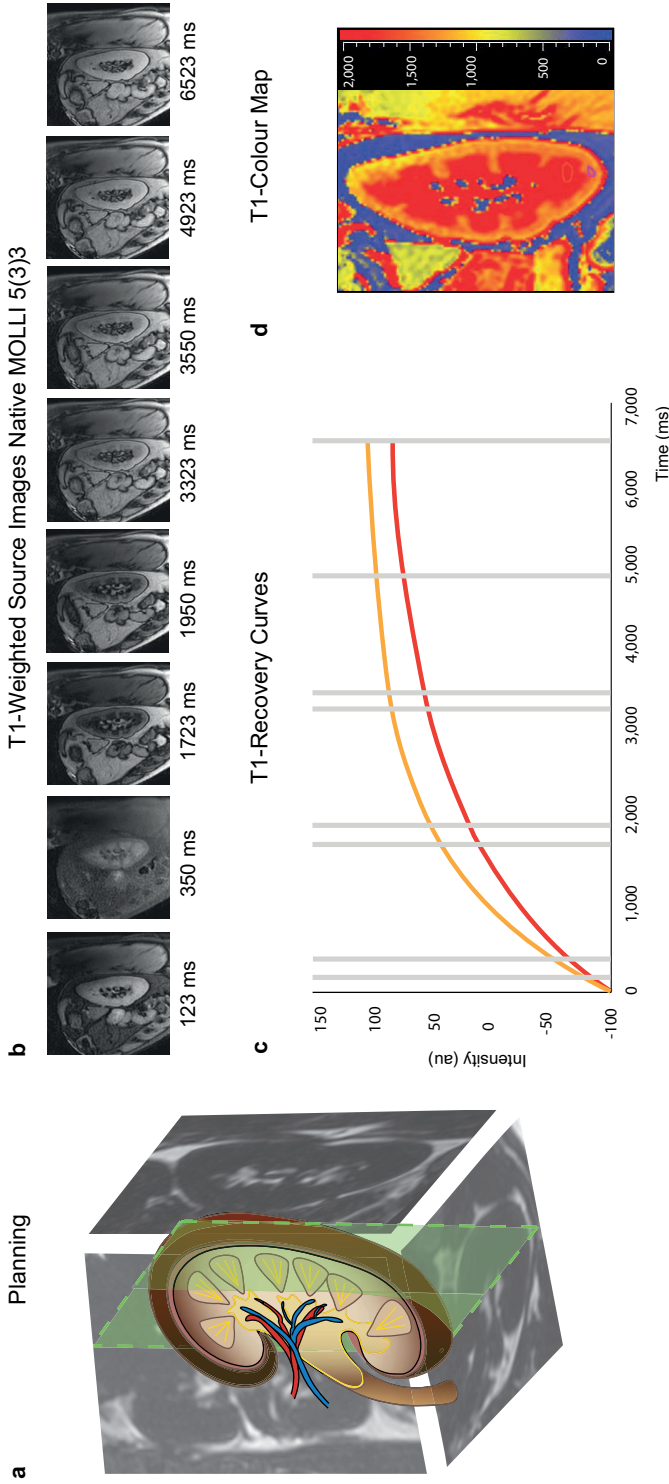 a
Planning
b
T1-Weighted Source Images Native MOLLI 5(3)3
123 ms
350 ms
1723 ms
1950 ms
3323 ms
3550 ms
4923 ms
6523 ms
c
T1-Recovery Curves
Intensity (au)
150
100
50
0
-50
-100
0
1,000
2,000
3,000
4,000
5,000
6,000
7,000
Time (ms)
d
T1-Colour Map
2,000
1,500
1,000
500
0